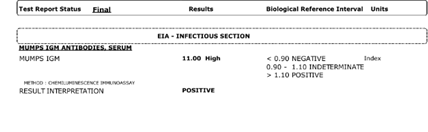 Test Report Status Final Results Biological Reference Interval Units
EIA - INFECTIOUS SECTION
MUMPS IGM ANTIBODIES, SERUM
MUMPS IGM 11.00 High < 0.90 NEGATIVE Index
0.90 - 1.10 INDETERMINATE
> 1.10 POSITIVE
METHOD : CHEMILUMINESCENCE IMMUNOASSAY
RESULT INTERPRETATION POSITIVE